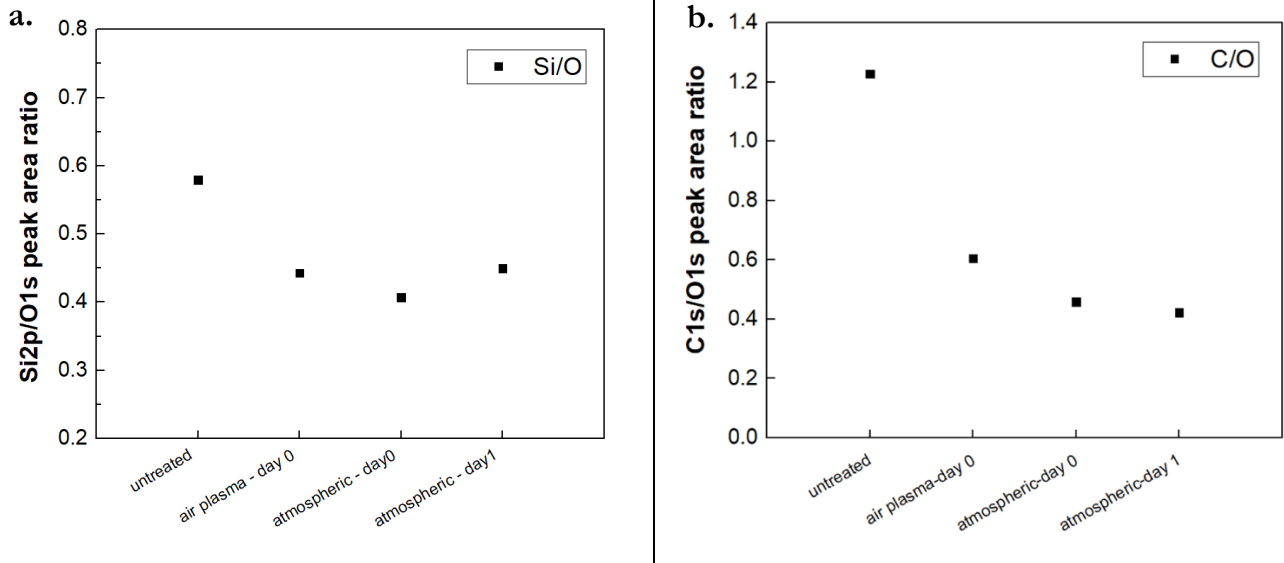 a.
Si2p/O1s peak area ratio
0.8
0.7
0.6
0.5
0.4
0.3
0.2
Si/O
untreated
air plasma - day 0
atmospheric - day0
atmospheric - day1
b.
C1s/O1s peak area ratio
1.4
1.2
1.0
0.8
0.6
0.4
0.2
0.0
C/O
untreated
air plasma-day 0
atmospheric-day 0
atmospheric-day 1